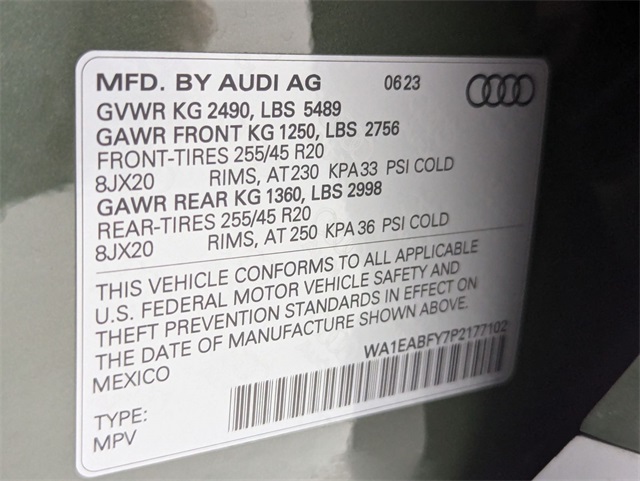 MFD. BY AUDI AG 0623
GVWR KG 2490, LBS 5489
GAWR FRONT KG 1250, LBS 2756
FRONT-TIRES 255/45 R20
8JX20 RIMS, AT 230 KPA 33 PSI COLD
GAWR REAR KG 1360, LBS 2998
REAR-TIRES 255/45 R20
8JX20 RIMS, AT 250 KPA 36 PSI COLD
THIS VEHICLE CONFORMS TO ALL APPLICABLE
U.S. FEDERAL MOTOR VEHICLE SAFETY AND
THEFT PREVENTION STANDARDS IN EFFECT ON
THE DATE OF MANUFACTURE SHOWN ABOVE.
MEXICO WA1EABFY7P2177102
TYPE:
MPV